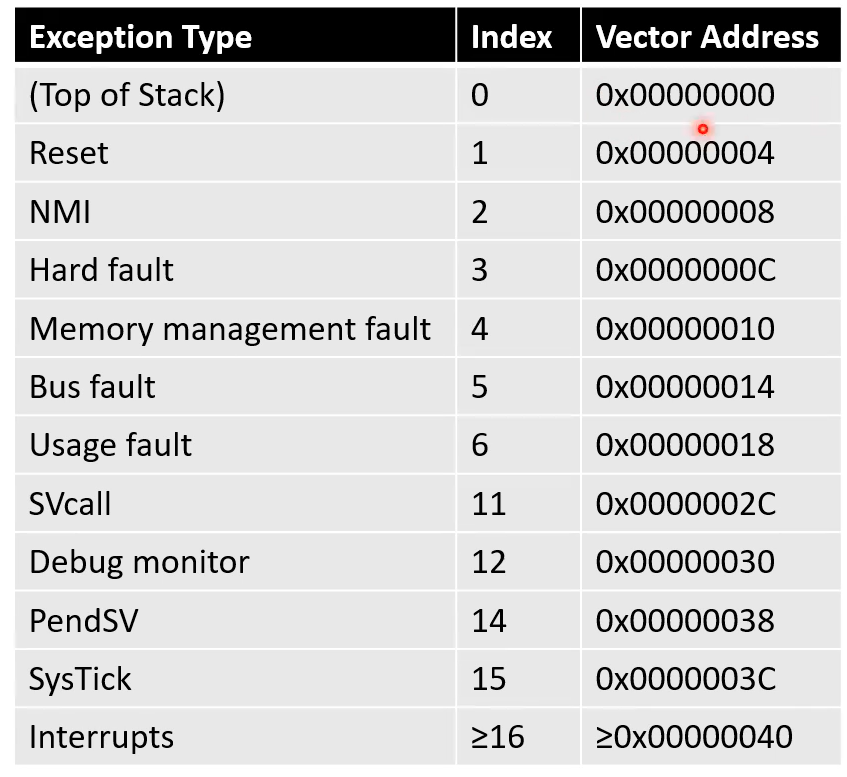 Exception Type Index Vector Address
(Top of Stack) 0 0x00000000
Reset 1 0x00000004
NMI 2 0x00000008
Hard fault 3 0x0000000C
Memory management fault 4 0x00000010
Bus fault 5 0x00000014
Usage fault 6 0x00000018
SVcall 11 0x0000002C
Debug monitor 12 0x00000030
PendSV 14 0x00000038
SysTick 15 0x0000003C
Interrupts ≥16 ≥0x00000040